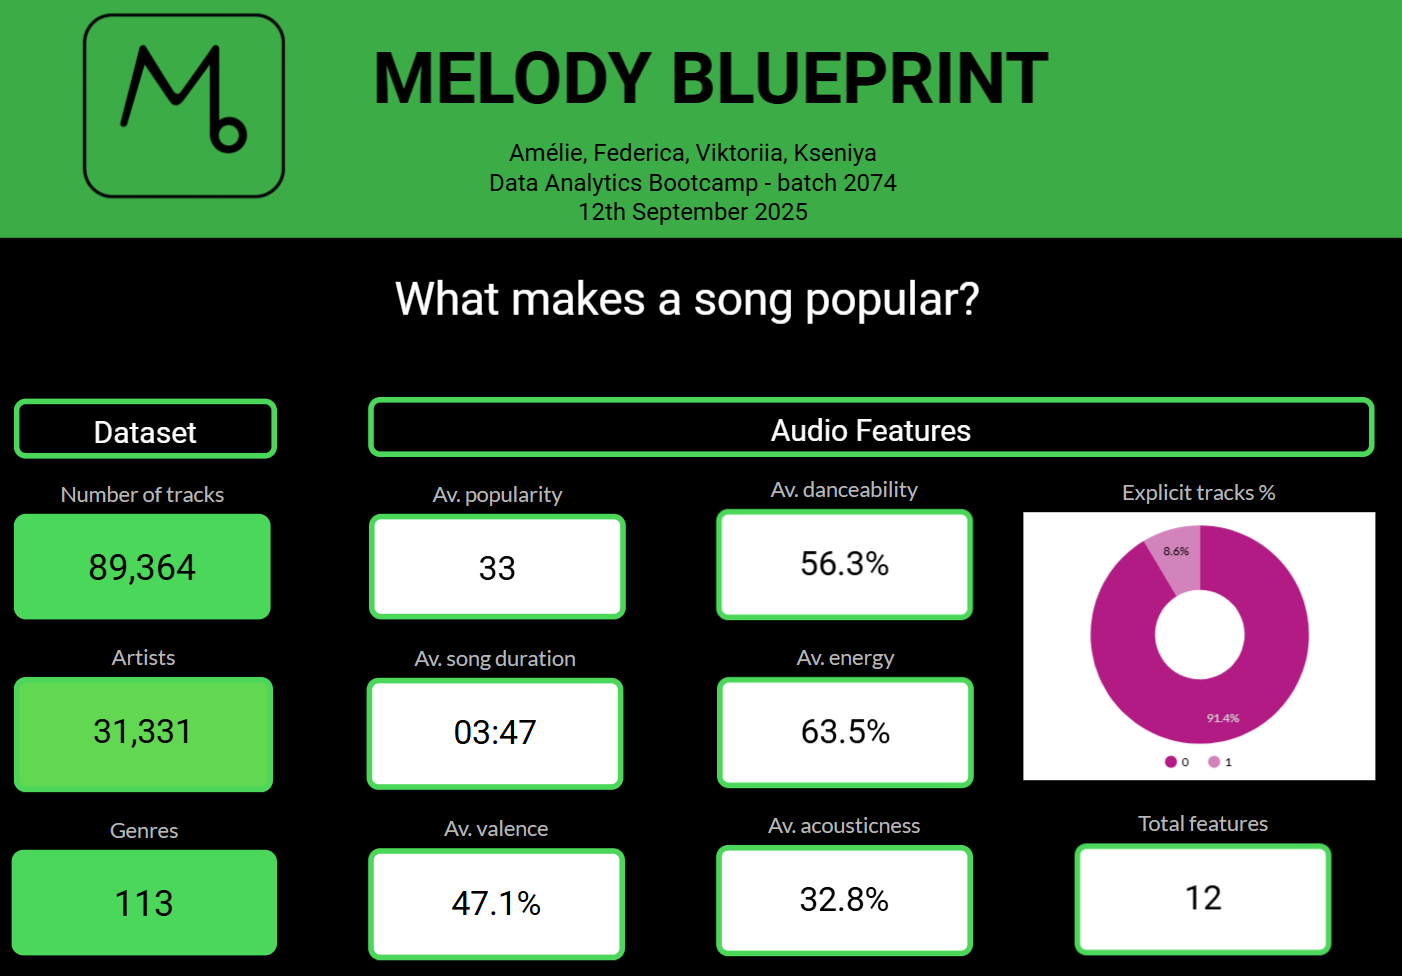 MELODY BLUEPRINT
Amélie, Federica, Viktoriia, Kseniya
Data Analytics Bootcamp - batch 2074
12th September 2025
What makes a song popular?
Dataset
Number of tracks
89,364
Artists
31,331
Genres
113
Audio Features
Av. popularity
33
Av. danceability
56.3%
Explicit tracks %
8.6%
91.4%
0 1
Av. song duration
03:47
Av. energy
63.5%
Av. valence
47.1%
Av. acousticness
32.8%
Total features
12